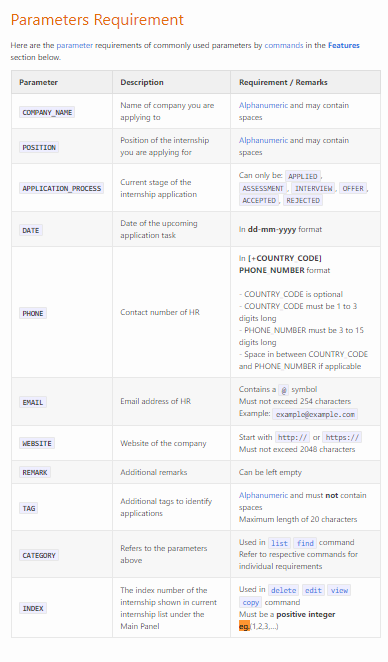 Parameters Requirement
Here are the parameter requirements of commonly used parameters by commands in the Features
section below.
Parameter Description Requirement / Remarks
COMPANY_NAME Name of company you are applying to Alphanumeric and may contain spaces
POSITION Position of the internship you are applying for Alphanumeric and may contain spaces
APPLICATION_PROCESS Current stage of the internship application Can only be: APPLIED, ASSESSMENT, INTERVIEW, OFFER, ACCEPTED, REJECTED
DATE Date of the upcoming application task In dd-mm-yyyy format
PHONE Contact number of HR In [+COUNTRY_CODE] PHONE_NUMBER format
- COUNTRY_CODE is optional
- COUNTRY_CODE must be 1 to 3
digits long
- PHONE_NUMBER must be 3 to 15
digits long
- Space in between COUNTRY_CODE
and PHONE_NUMBER if applicable
EMAIL Email address of HR Contains a @ symbol
Must not exceed 254 characters
Example: example@example.com
WEBSITE Website of the company Start with http:// or https://
Must not exceed 2048 characters
REMARK Additional remarks Can be left empty
TAG Additional tags to identify applications Alphanumeric and must not contain spaces
Maximum length of 20 characters
CATEGORY Refers to the parameters above Used in list find command
Refer to respective commands for
individual requirements
INDEX The index number of the internship shown in current internship list under the Main Panel Used in delete edit view copy command
Must be a positive integer
eg.(1,2,3,...)